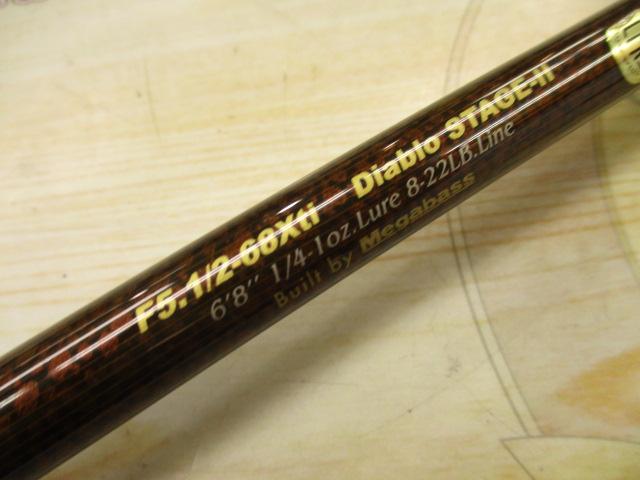 F5.1/2-68Xti Diablo STAGE-II
6'8" 1/4-1oz.Lure 8-22LB.Line
Built by Megabass